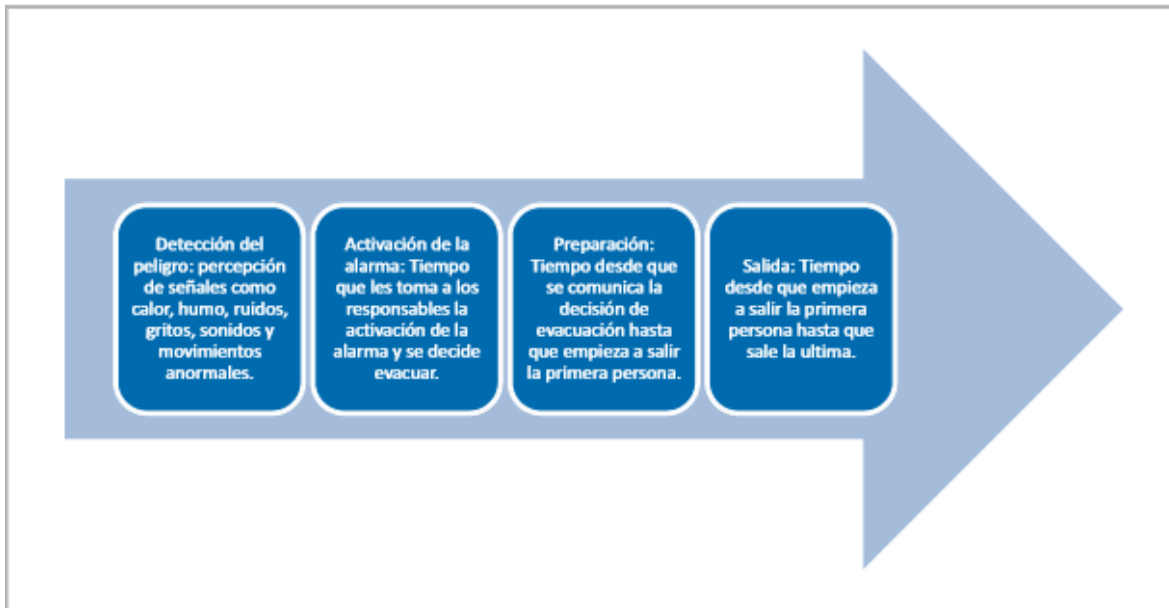 Detección del
peligro: percepción
de señales como
calor, humo, ruidos,
gritos, sonidos y
movimientos
anormales.
Activación de la
alarma: Tiempo
que les toma a los
responsables la
activación de la
alarma y se decide
evacuar.
Preparación:
Tiempo desde que
se comunica la
decisión de
evacuación hasta
que empieza a salir
la primera persona.
Salida: Tiempo
desde que empieza
a salir la primera
persona hasta que
sale la ultima.